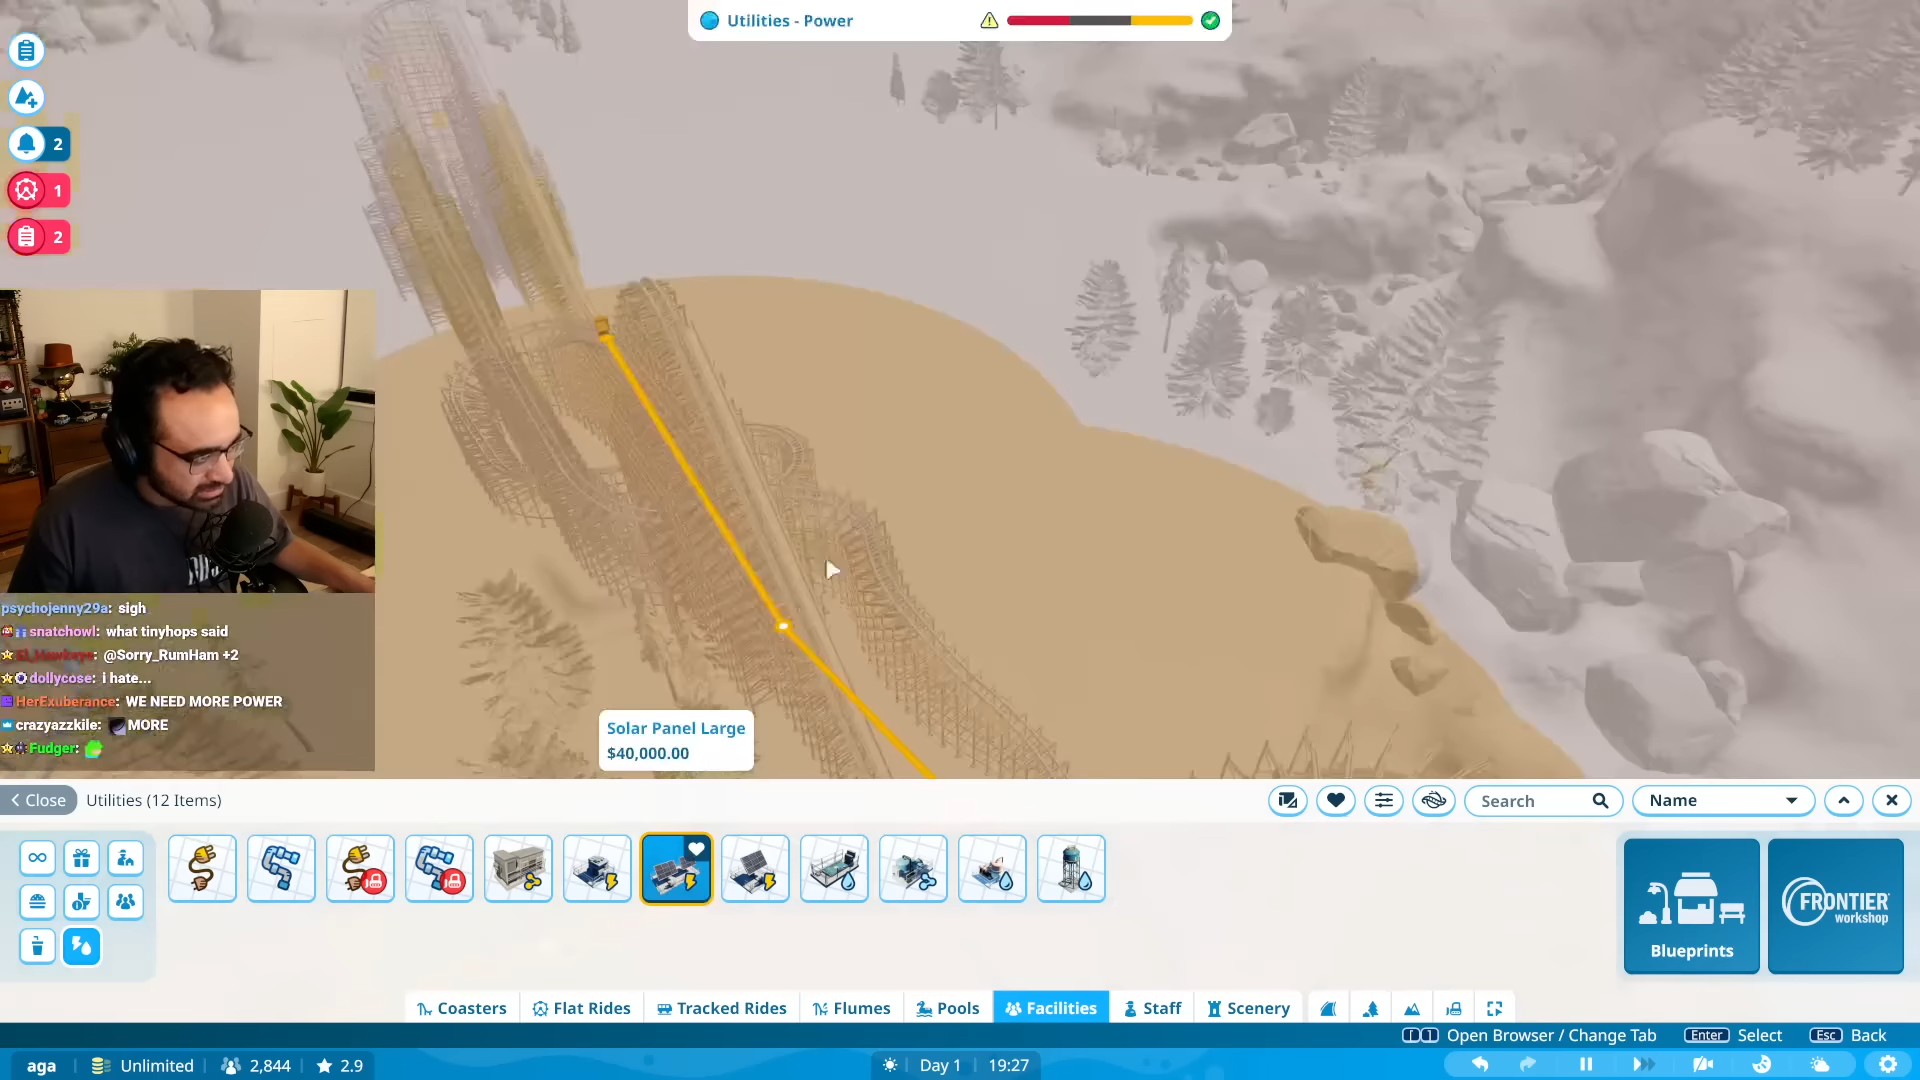 Utilities - Power
2
1
2
psychojenny29a: sigh
snatchowl: what tinyhops said
@Sorry_RumHam +2
dollycose: i hate...
HerExuberance: WE NEED MORE POWER
crazyazzkile: MORE
Fudger:
Solar Panel Large
$40,000.00
Close
Utilities (12 Items)
Search
Name
Blueprints
FRONTIER
workshop
Coasters
Flat Rides
Tracked Rides
Flumes
Pools
Facilities
Staff
Scenery
Open Browser / Change Tab
Enter Select
Esc Back
aga
Unlimited
2,844
2.9
Day 1
19:27